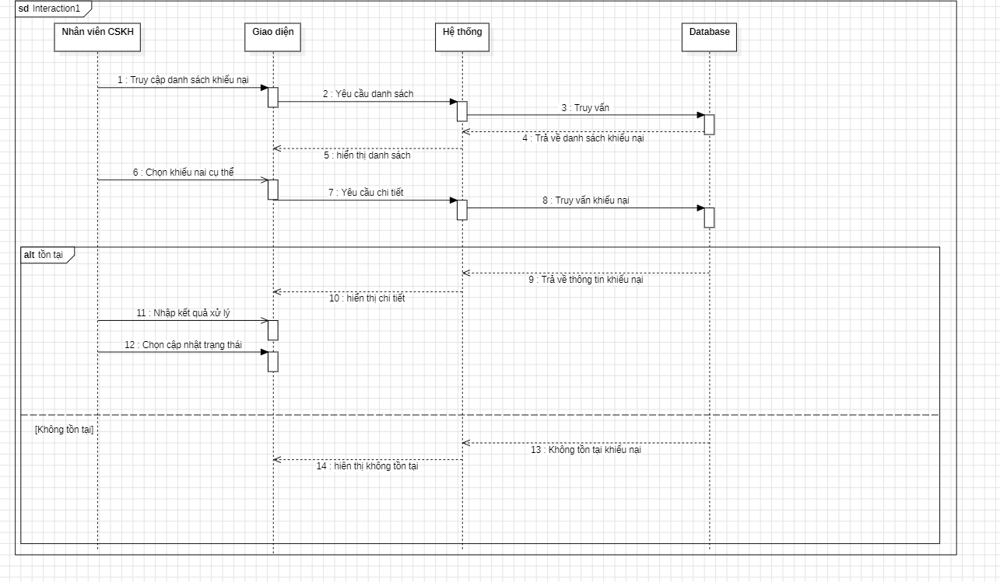 sd Interaction1
Nhân viên CSKH
Giao diện
Hệ thống
Database
1 : Truy cập danh sách khiếu nại
2 : Yêu cầu danh sách
3 : Truy vấn
4 : Trả về danh sách khiếu nại
5 : hiển thị danh sách
6 : Chọn khiếu nai cụ thể
7 : Yêu cầu chi tiết
8 : Truy vấn khiếu nại
alt tồn tại
9 : Trả về thông tin khiếu nại
10 : hiển thị chi tiết
11 : Nhập kết quả xử lý
12 : Chọn cập nhật trạng thái
[Không tồn tại]
13 : Không tồn tại khiếu nại
14 : hiên thị không tồn tại